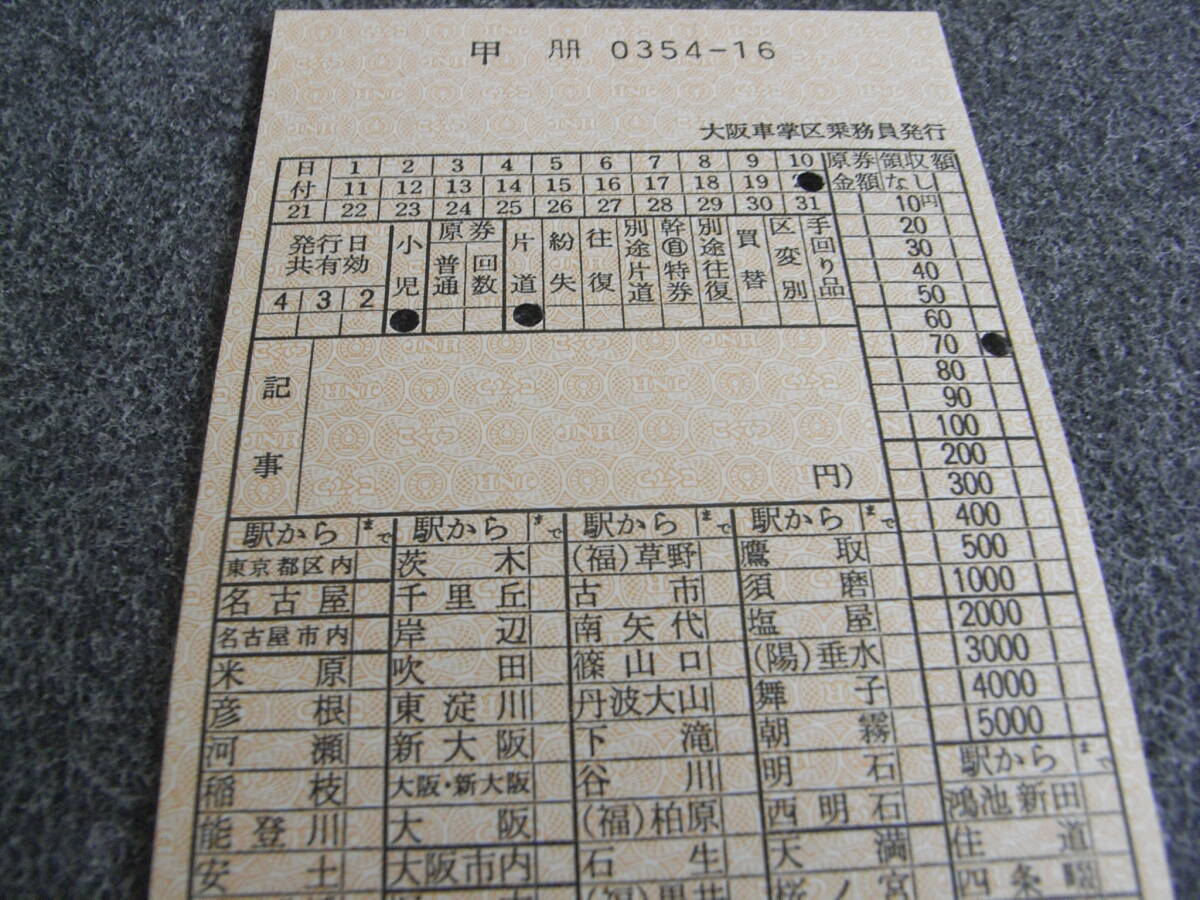 甲 册 0354-16
大阪車掌区乗務員発行
日付 1 2 3 4 5 6 7 8 9 10
11 12 13 14 15 16 17 18 19
21 22 23 24 25 26 27 28 29 30 31
原券 領収額
金額なし
10円
20
30
40
50
60
70
80
90
100
200
300
400
500
1000
2000
3000
4000
5000
発行日共有効
4 3 2
小児
原券
普通
回数
片道
紛失
往復
別途片道
幹自特券
別途往復
買替
区変別
手回り品
記事
円)
駅から まで 駅から まで 駅から まで 駅から まで
東京都区内 茨木 (福)草野 鷹取
名古屋 千里丘 古市 須磨
名古屋市内 岸辺 南矢代 塩屋
米原 吹田 篠山口 (陽)垂水
彦根 東淀川 丹波大山 舞子
河瀬 新大阪 下滝 朝霧
稲枝 大阪・新大阪 谷川 明石
能登川 大阪 (福)柏原 西明石
安土 大阪市内 石生 天満
(福)黒井 桜ノ宮
駅から まで
鴻池新田
住道
四条畷
JNH